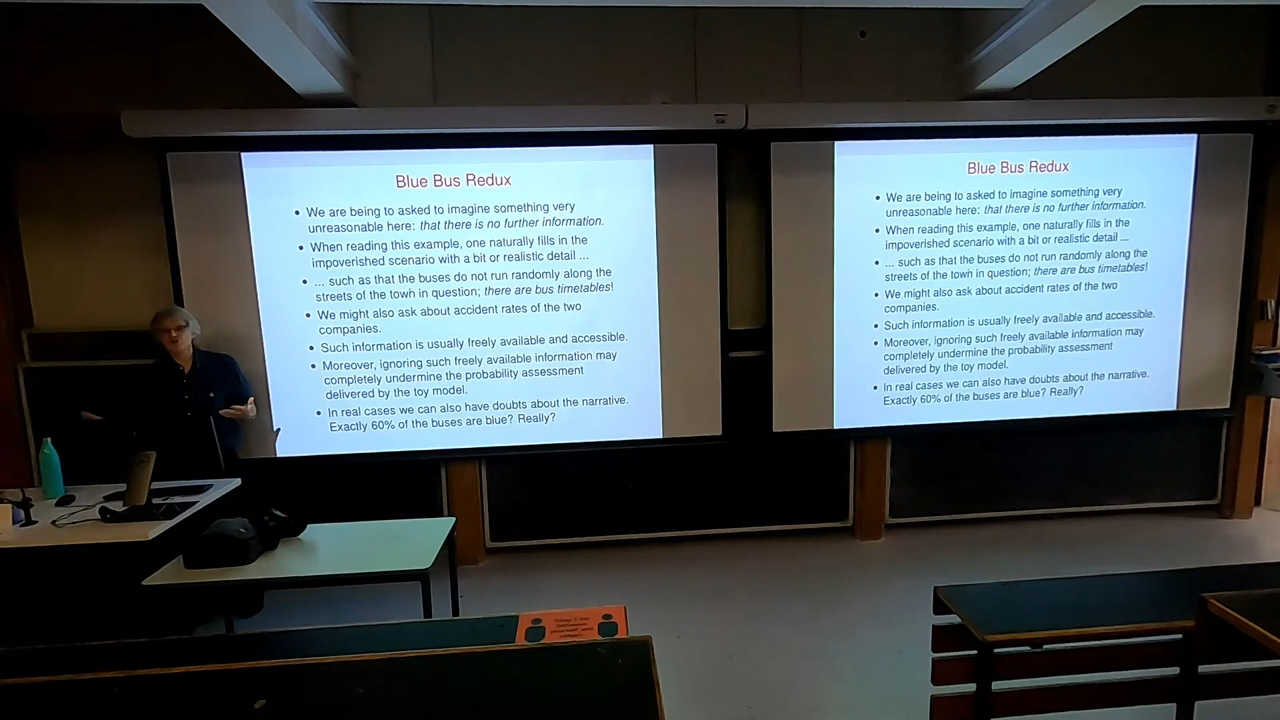 Blue Bus Redux
• We are being to asked to imagine something very
unreasonable here: that there is no further information.
• When reading this example, one naturally fills in the
impoverished scenario with a bit or realistic detail ...
• ... such as that the buses do not run randomly along the
streets of the town in question; there are bus timetables!
• We might also ask about accident rates of the two
companies.
• Such information is usually freely available and accessible.
• Moreover, ignoring such freely available information may
completely undermine the probability assessment
delivered by the toy model.
• In real cases we can also have doubts about the narrative.
Exactly 60% of the buses are blue? Really?
Blue Bus Redux
• We are being to asked to imagine something very
unreasonable here: that there is no further information.
• When reading this example, one naturally fills in the
impoverished scenario with a bit or realistic detail ...
• ... such as that the buses do not run randomly along the
streets of the town in question; there are bus timetables!
• We might also ask about accident rates of the two
companies.
• Such information is usually freely available and accessible.
• Moreover, ignoring such freely available information may
completely undermine the probability assessment
delivered by the toy model.
• In real cases we can also have doubts about the narrative.
Exactly 60% of the buses are blue? Really?